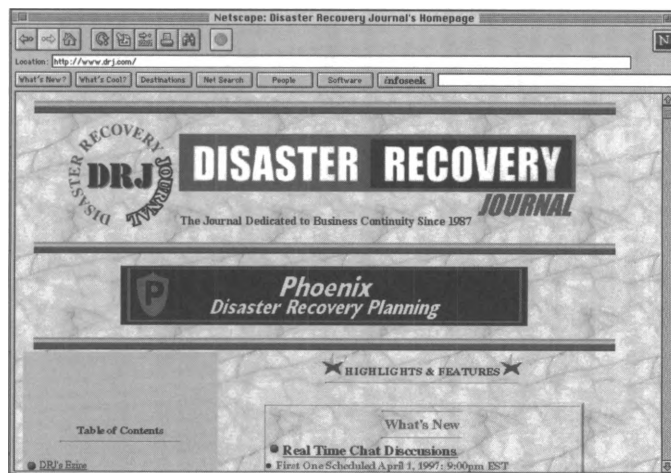 Netscape: Disaster Recovery Journal's Homepage
N
Location: http://www.drj.com/
What's New? What's Cool? Destinations Net Search People Software infoseek
DISASTER RECOVERY JOURNAL
DRJ
DISASTER RECOVERY
JOURNAL
The Journal Dedicated to Business Continuity Since 1987
P
Phoenix
Disaster Recovery Planning
HIGHLIGHTS & FEATURES
Table of Contents
What's New
Real Time Chat Disccusions
First One Scheduled April 1, 1997: 9:00pm EST
DRJ's